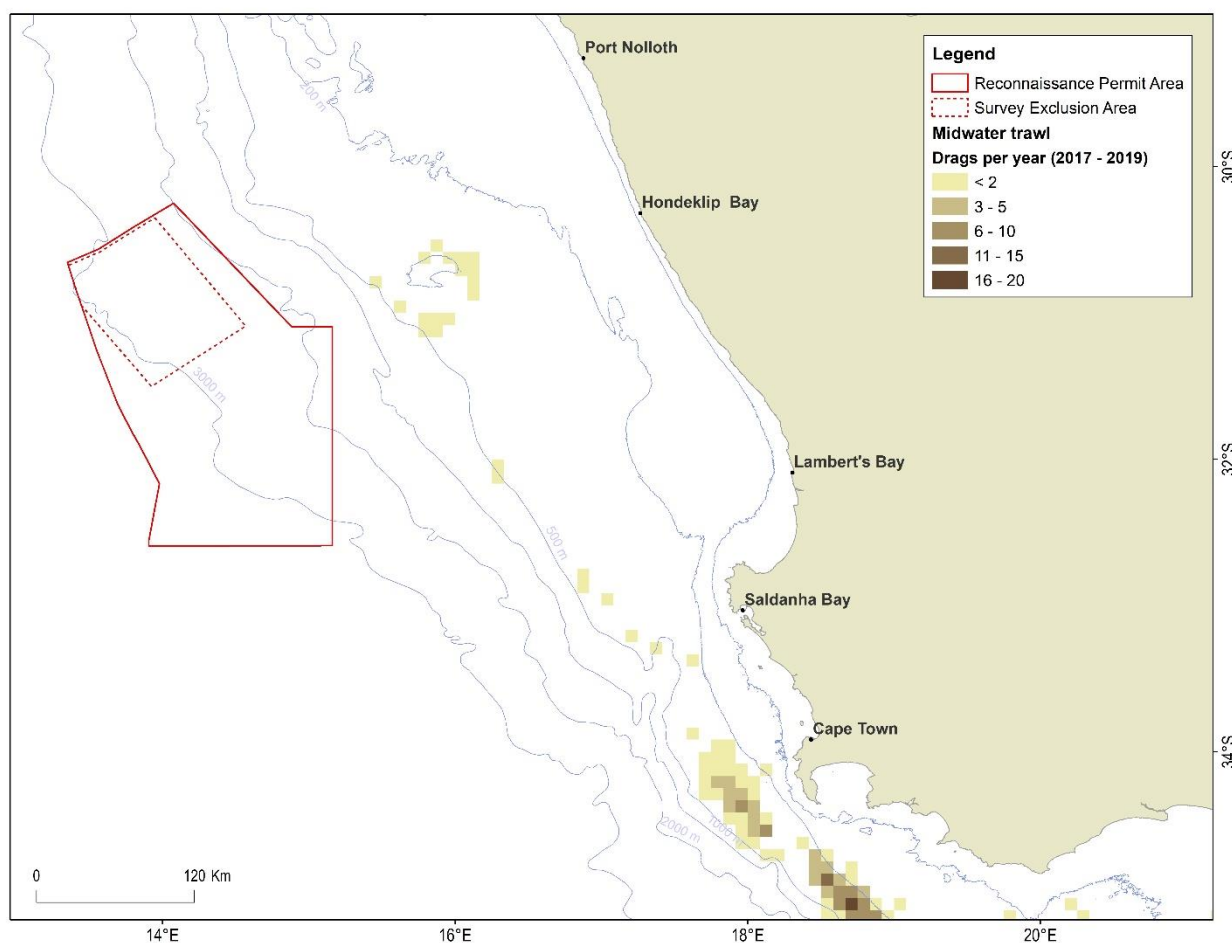 Port Nolloth
Legend
Reconnaissance Permit Area
Survey Exclusion Area
Midwater trawl
Drags per year (2017 - 2019)
< 2
3 - 5
6 - 10
11 - 15
16 - 20
200 m
30°S
Hondeklip Bay
3000 m
32°S
Lambert's Bay
500 m
Saldanha Bay
Cape Town
34°S
1000 m
2000 m
0 120 Km
14°E 16°E 18°E 20°E